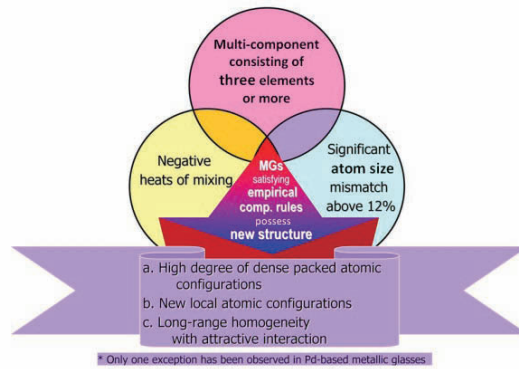 Multi-component
consisting of
three elements
or more
Negative
heats of mixing
Significant
atom size
mismatch
above 12%
MGs
satisfying
empirical
comp. rules
possess
new structure
a. High degree of dense packed atomic
configurations
b. New local atomic configurations
c. Long-range homogeneity
with attractive interaction
* Only one exception has been observed in Pd-based metallic glasses